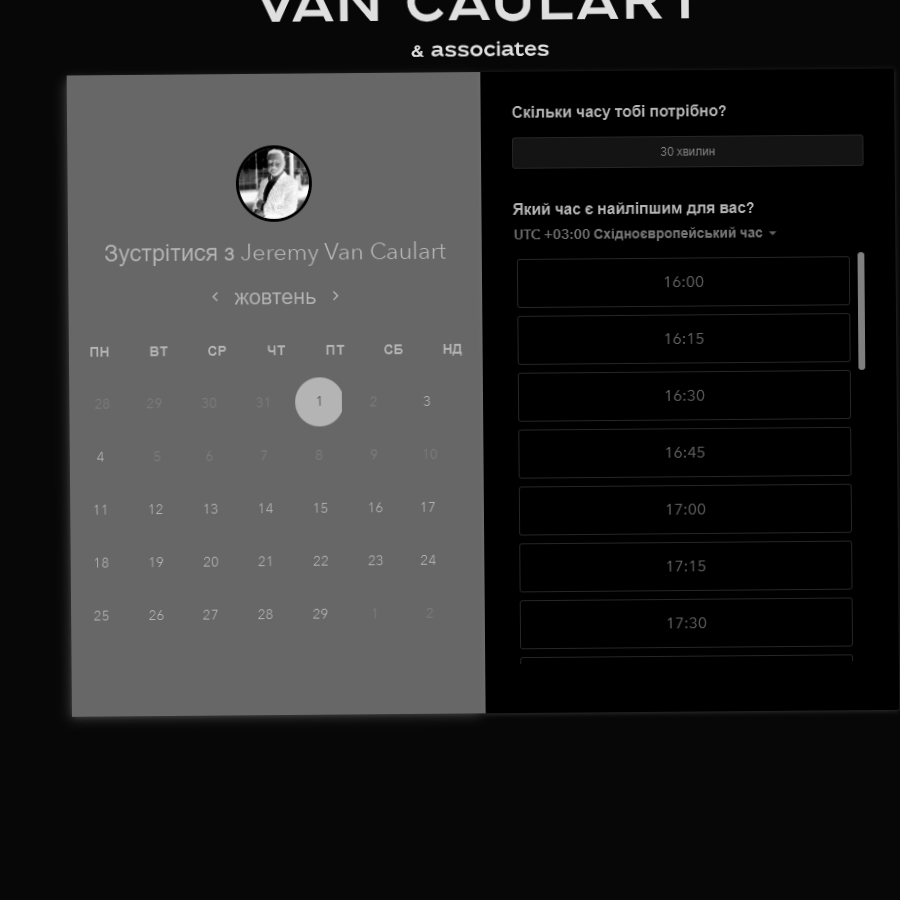 VAN CAULART
& associates
Зустрітися з Jeremy Van Caulart
жовтень
ПН ВТ СР ЧТ ПТ СБ НД
28 29 30 31 1 2 3
4 5 6 7 8 9 10
11 12 13 14 15 16 17
18 19 20 21 22 23 24
25 26 27 28 29 1 2
Скільки часу тобі потрібно?
30 хвилин
Який час є найліпшим для вас?
UTC +03:00 Східноєвропейський час
16:00
16:15
16:30
16:45
17:00
17:15
17:30